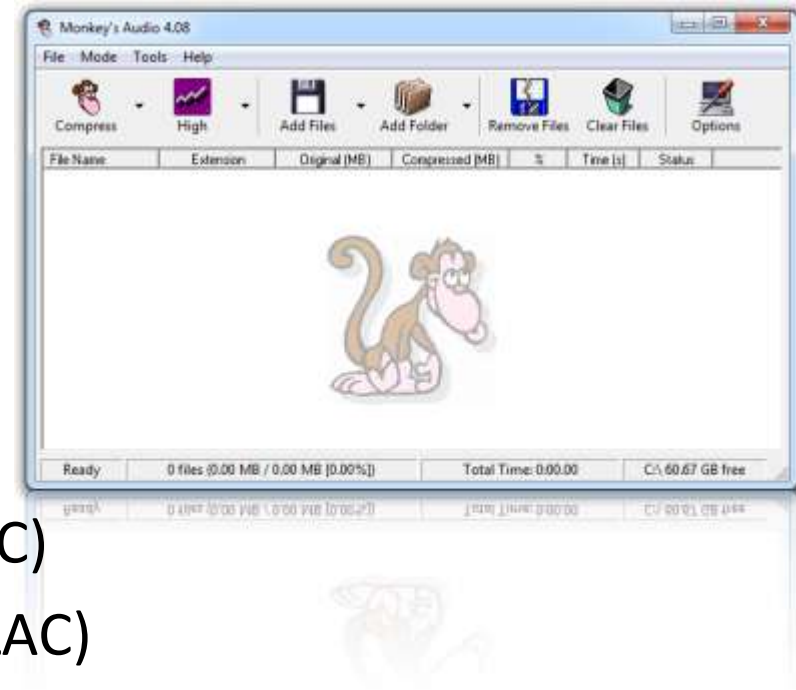 Monkey's Audio 4.08
File Mode Tools Help
Compress High Add Files Add Folder Remove Files Clear Files Options
File Name Extension Original (MB) Compressed (MB) % Time (s) Status
Ready 0 files (0.00 MB / 0.00 MB [0.00%]) Total Time: 0:00.00 C:\ 60.67 GB free
C)
AC)